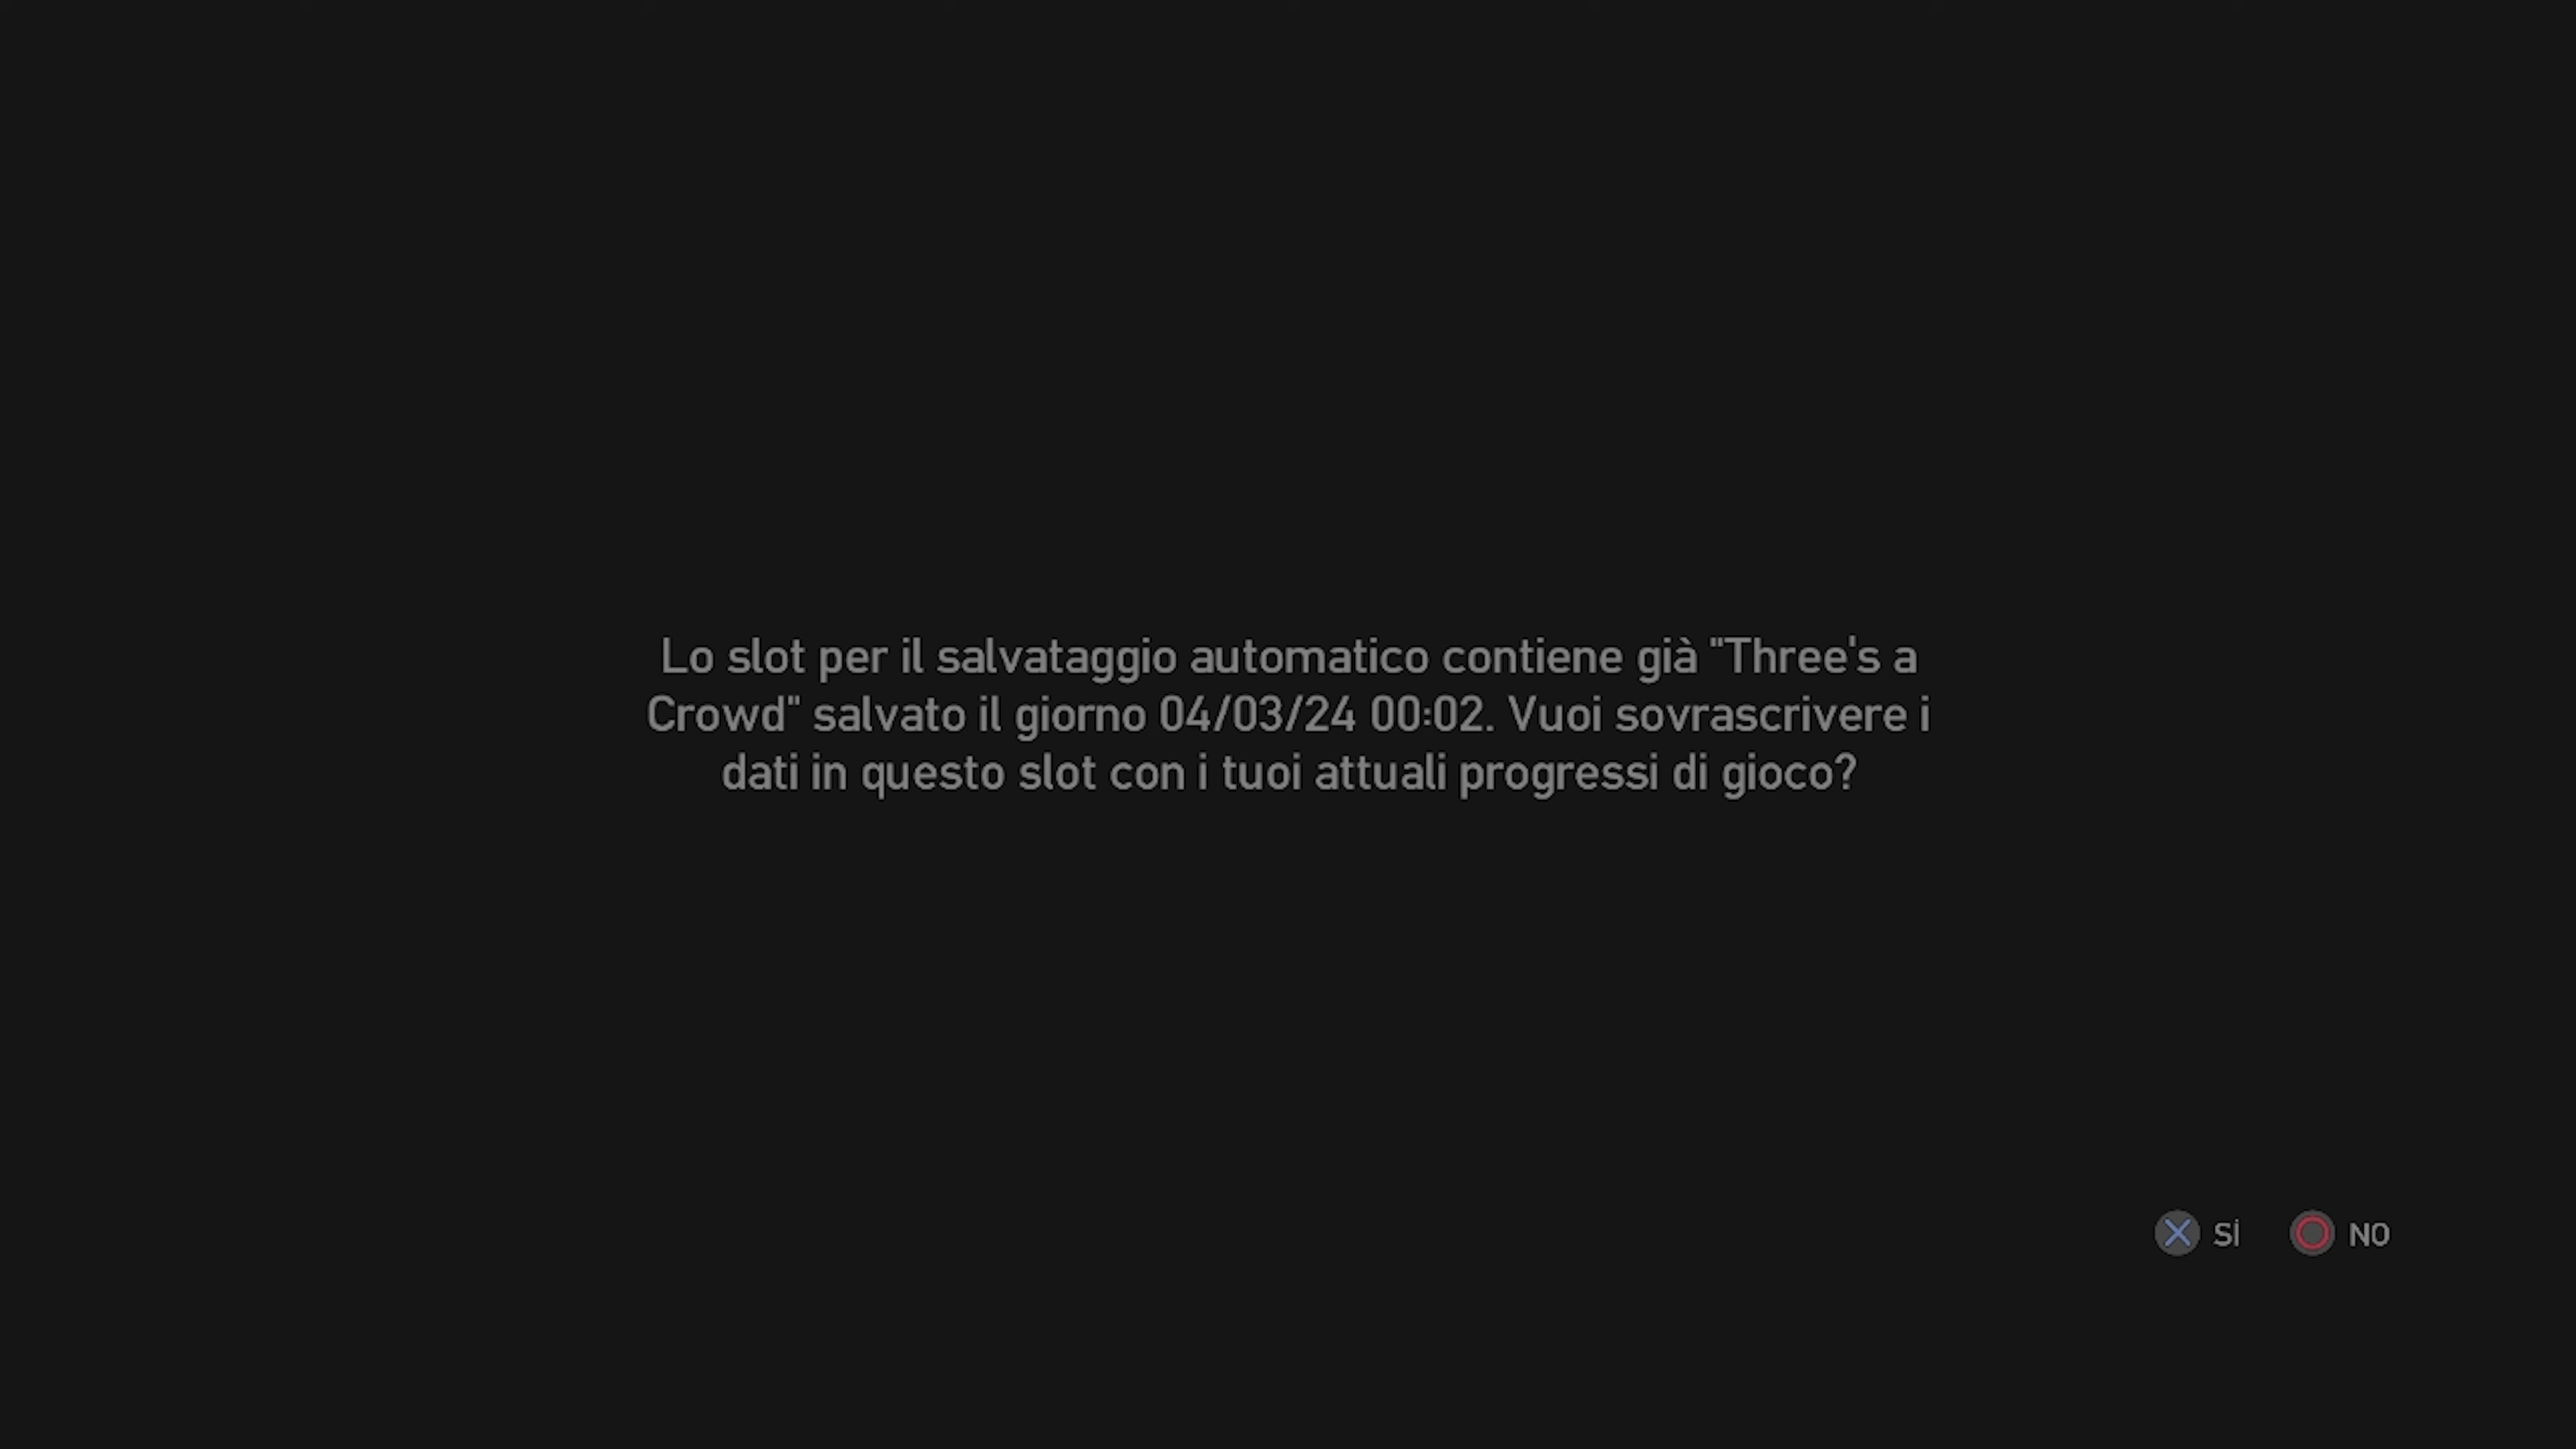 Lo slot per il salvataggio automatico contiene già "Three's a
Crowd" salvato il giorno 04/03/24 00:02. Vuoi sovrascrivere i
dati in questo slot con i tuoi attuali progressi di gioco?
SÌ NO